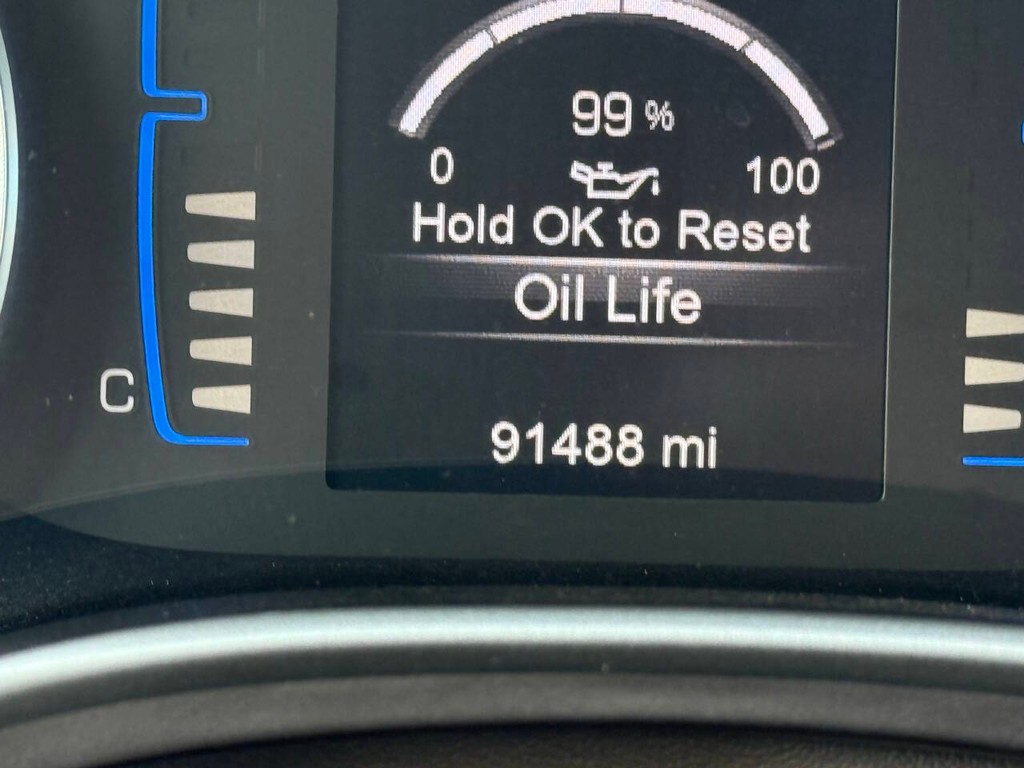 99 %
0 100
Hold OK to Reset
Oil Life
C
91488 mi